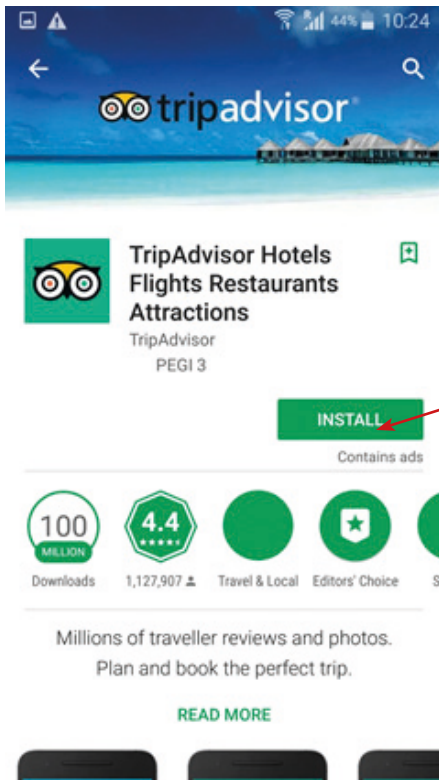 44% 10:24
tripadvisor®
TripAdvisor Hotels
Flights Restaurants
Attractions
TripAdvisor
PEGI 3
INSTALL
Contains ads
100
MILLION
4.4
Downloads
1,127,907
Travel & Local
Editors' Choice
S
Millions of traveller reviews and photos.
Plan and book the perfect trip.
READ MORE